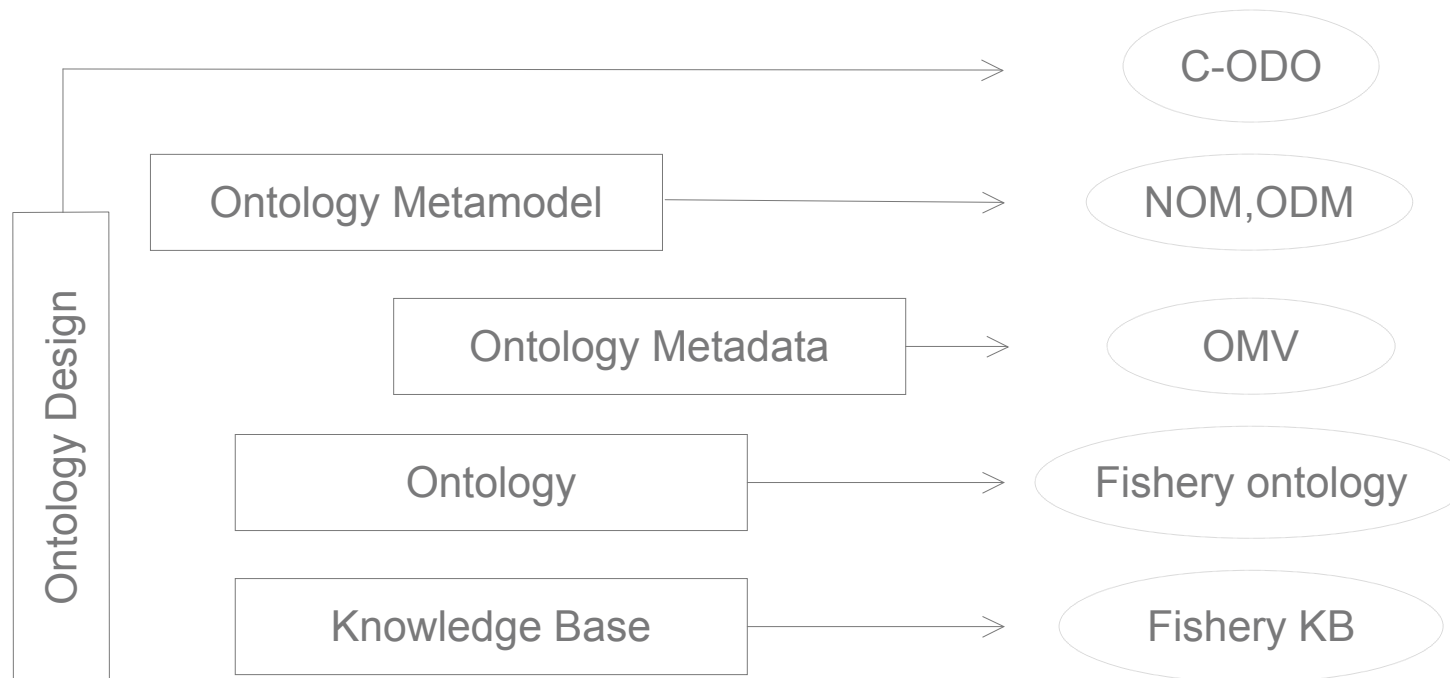 C-ODO
Ontology Metamodel
NOM,ODM
Ontology Metadata
OMV
Ontology Design
Ontology
Fishery ontology
Knowledge Base
Fishery KB